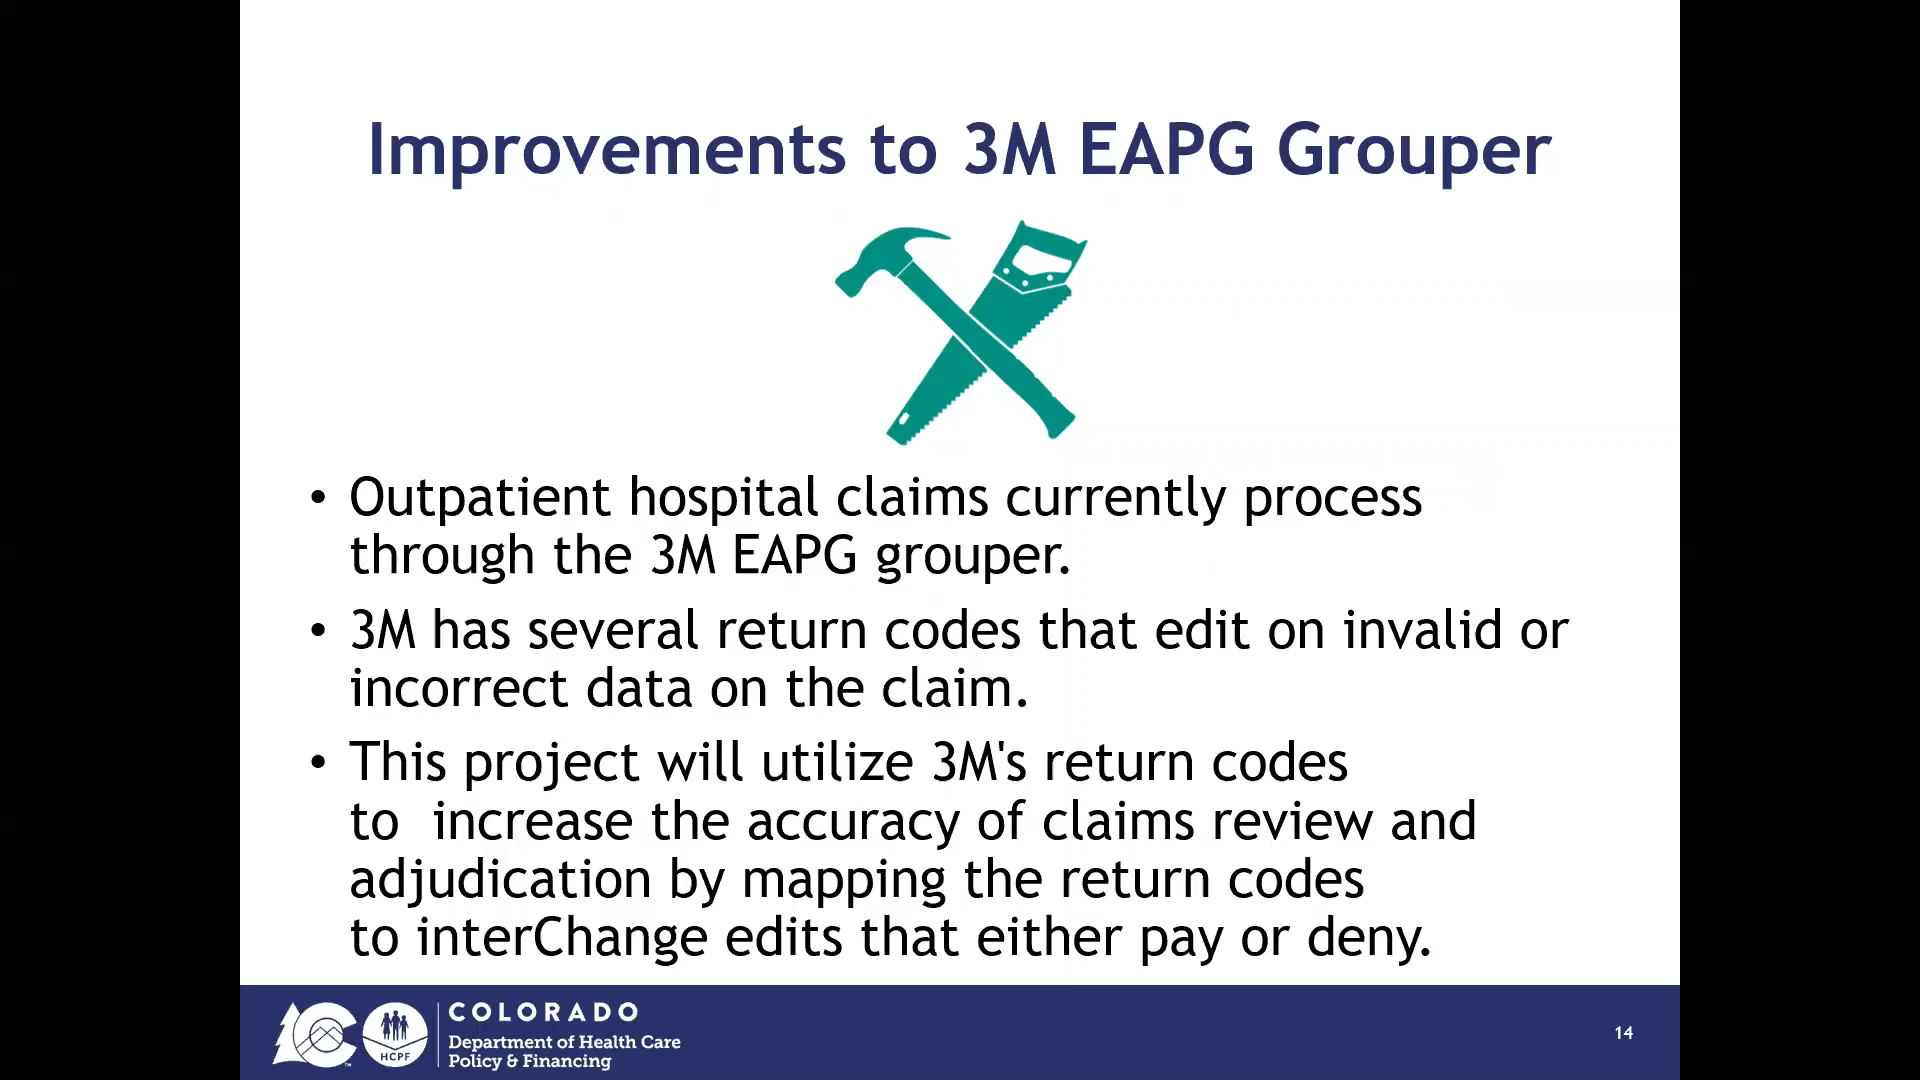 Improvements to 3M EAPG Grouper
• Outpatient hospital claims currently process
through the 3M EAPG grouper.
• 3M has several return codes that edit on invalid or
incorrect data on the claim.
• This project will utilize 3M's return codes
to  increase the accuracy of claims review and
adjudication by mapping the return codes
to interChange edits that either pay or deny.
HCPF
TM
COLORADO
Department of Health Care
Policy & Financing
14